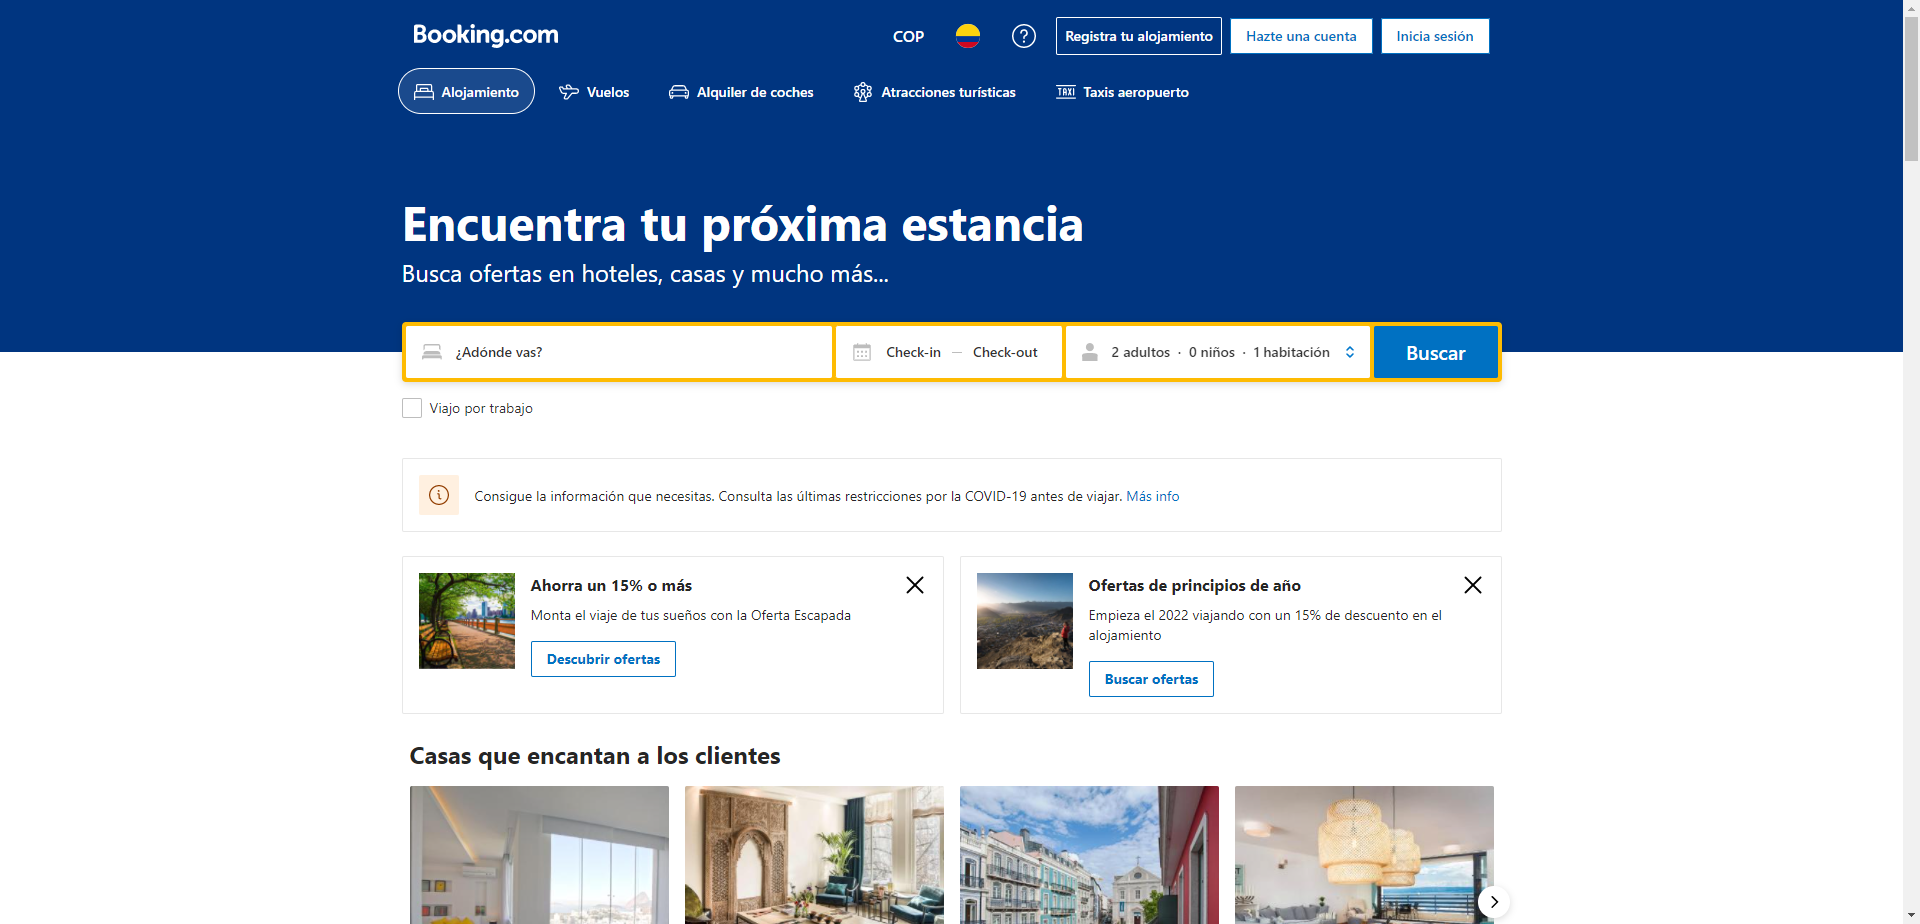 Booking.com
COP
Registra tu alojamiento
Hazte una cuenta
Inicia sesión
Alojamiento
Vuelos
Alquiler de coches
Atracciones turísticas
TAXI
Taxis aeropuerto
Encuentra tu próxima estancia
Busca ofertas en hoteles, casas y mucho más...
¿Adónde vas?
Check-in — Check-out
2 adultos · 0 niños · 1 habitación
Buscar
Viajo por trabajo
Consigue la información que necesitas. Consulta las últimas restricciones por la COVID-19 antes de viajar. Más info
Ahorra un 15% o más
Monta el viaje de tus sueños con la Oferta Escapada
Descubrir ofertas
Ofertas de principios de año
Empieza el 2022 viajando con un 15% de descuento en el
alojamiento
Buscar ofertas
Casas que encantan a los clientes